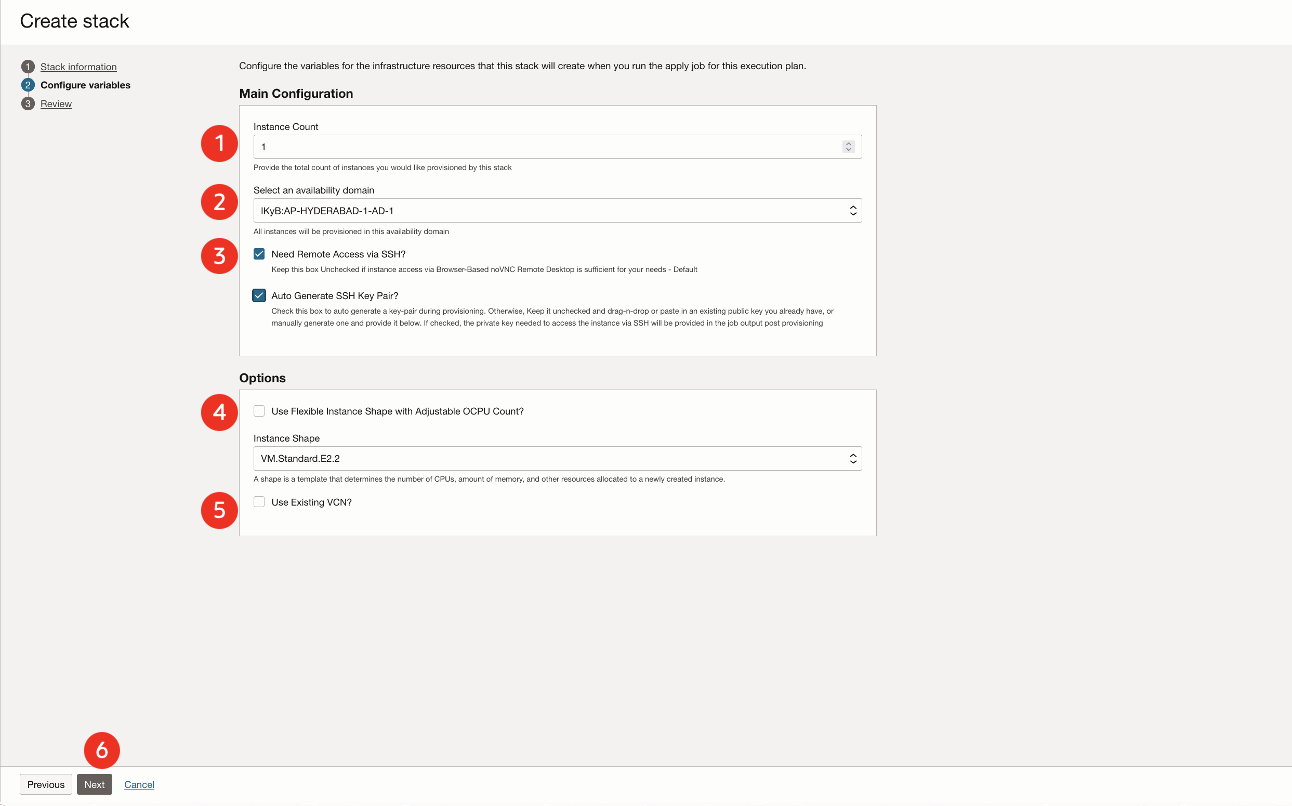 Create stack
1 Stack information
2 Configure variables
3 Review
Configure the variables for the infrastructure resources that this stack will create when you run the apply job for this execution plan.
Main Configuration
1
Instance Count
1
Provide the total count of instances you would like provisioned by this stack
2
Select an availability domain
IKyB:AP-HYDERABAD-1-AD-1
All instances will be provisioned in this availability domain
3
Need Remote Access via SSH?
Keep this box Unchecked if instance access via Browser-Based noVNC Remote Desktop is sufficient for your needs - Default
Auto Generate SSH Key Pair?
Check this box to auto generate a key-pair during provisioning. Otherwise, Keep it unchecked and drag-n-drop or paste in an existing public key you already have, or
manually generate one and provide it below. If checked, the private key needed to access the instance via SSH will be provided in the job output post provisioning
Options
4
Use Flexible Instance Shape with Adjustable OCPU Count?
Instance Shape
VM.Standard.E2.2
A shape is a template that determines the number of CPUs, amount of memory, and other resources allocated to a newly created instance.
5
Use Existing VCN?
6
Previous Next Cancel